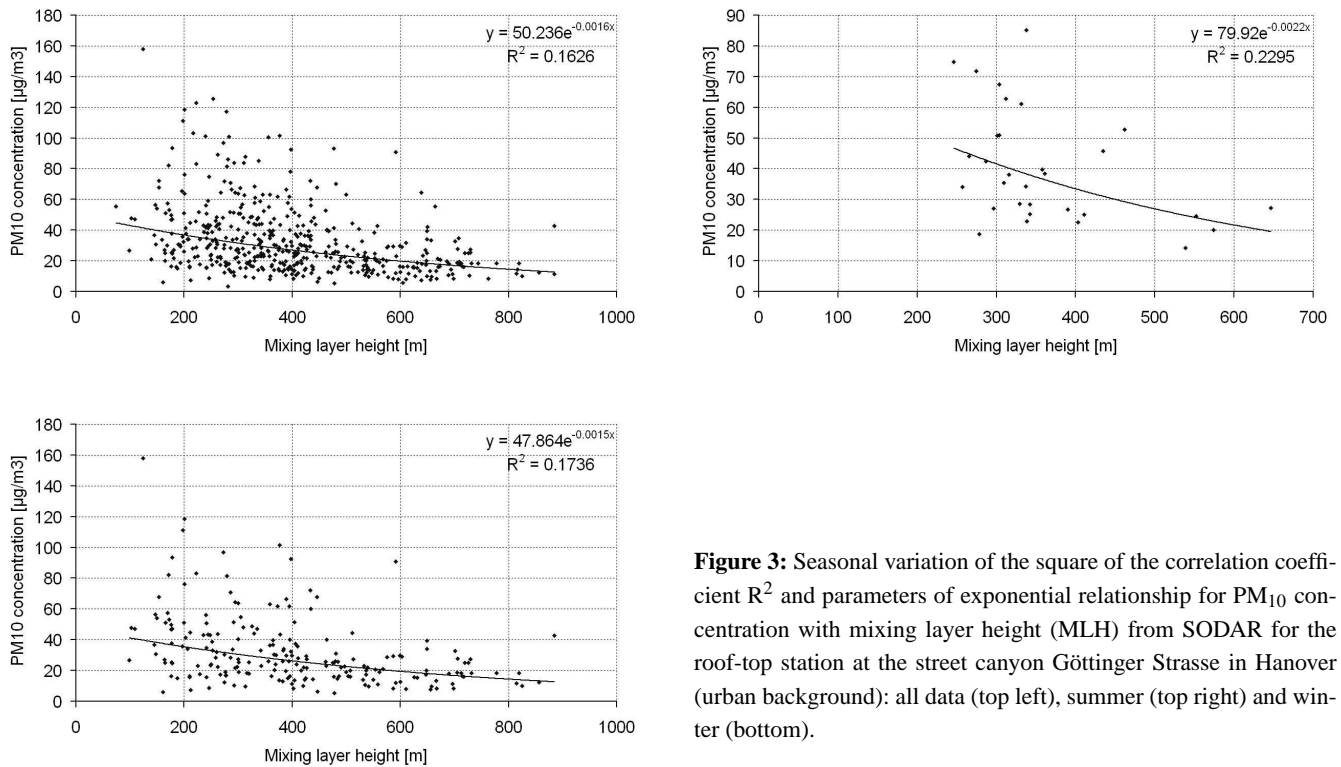 180
160
140
120
100
80
60
40
20
0
PM10 concentration [µg/m3]
y = 50.236e^-0.0016x
R² = 0.1626
0 200 400 600 800 1000
Mixing layer height [m]
90
80
70
60
50
40
30
20
10
0
PM10 concentration [µg/m3]
y = 79.92e^-0.0022x
R² = 0.2295
0 100 200 300 400 500 600 700
Mixing layer height [m]
180
160
140
120
100
80
60
40
20
0
PM10 concentration [µg/m3]
y = 47.864e^-0.0015x
R² = 0.1736
0 200 400 600 800 1000
Mixing layer height [m]
Figure 3: Seasonal variation of the square of the correlation coeffi-
cient R² and parameters of exponential relationship for PM₁₀ con-
centration with mixing layer height (MLH) from SODAR for the
roof-top station at the street canyon Göttinger Strasse in Hanover
(urban background): all data (top left), summer (top right) and win-
ter (bottom).